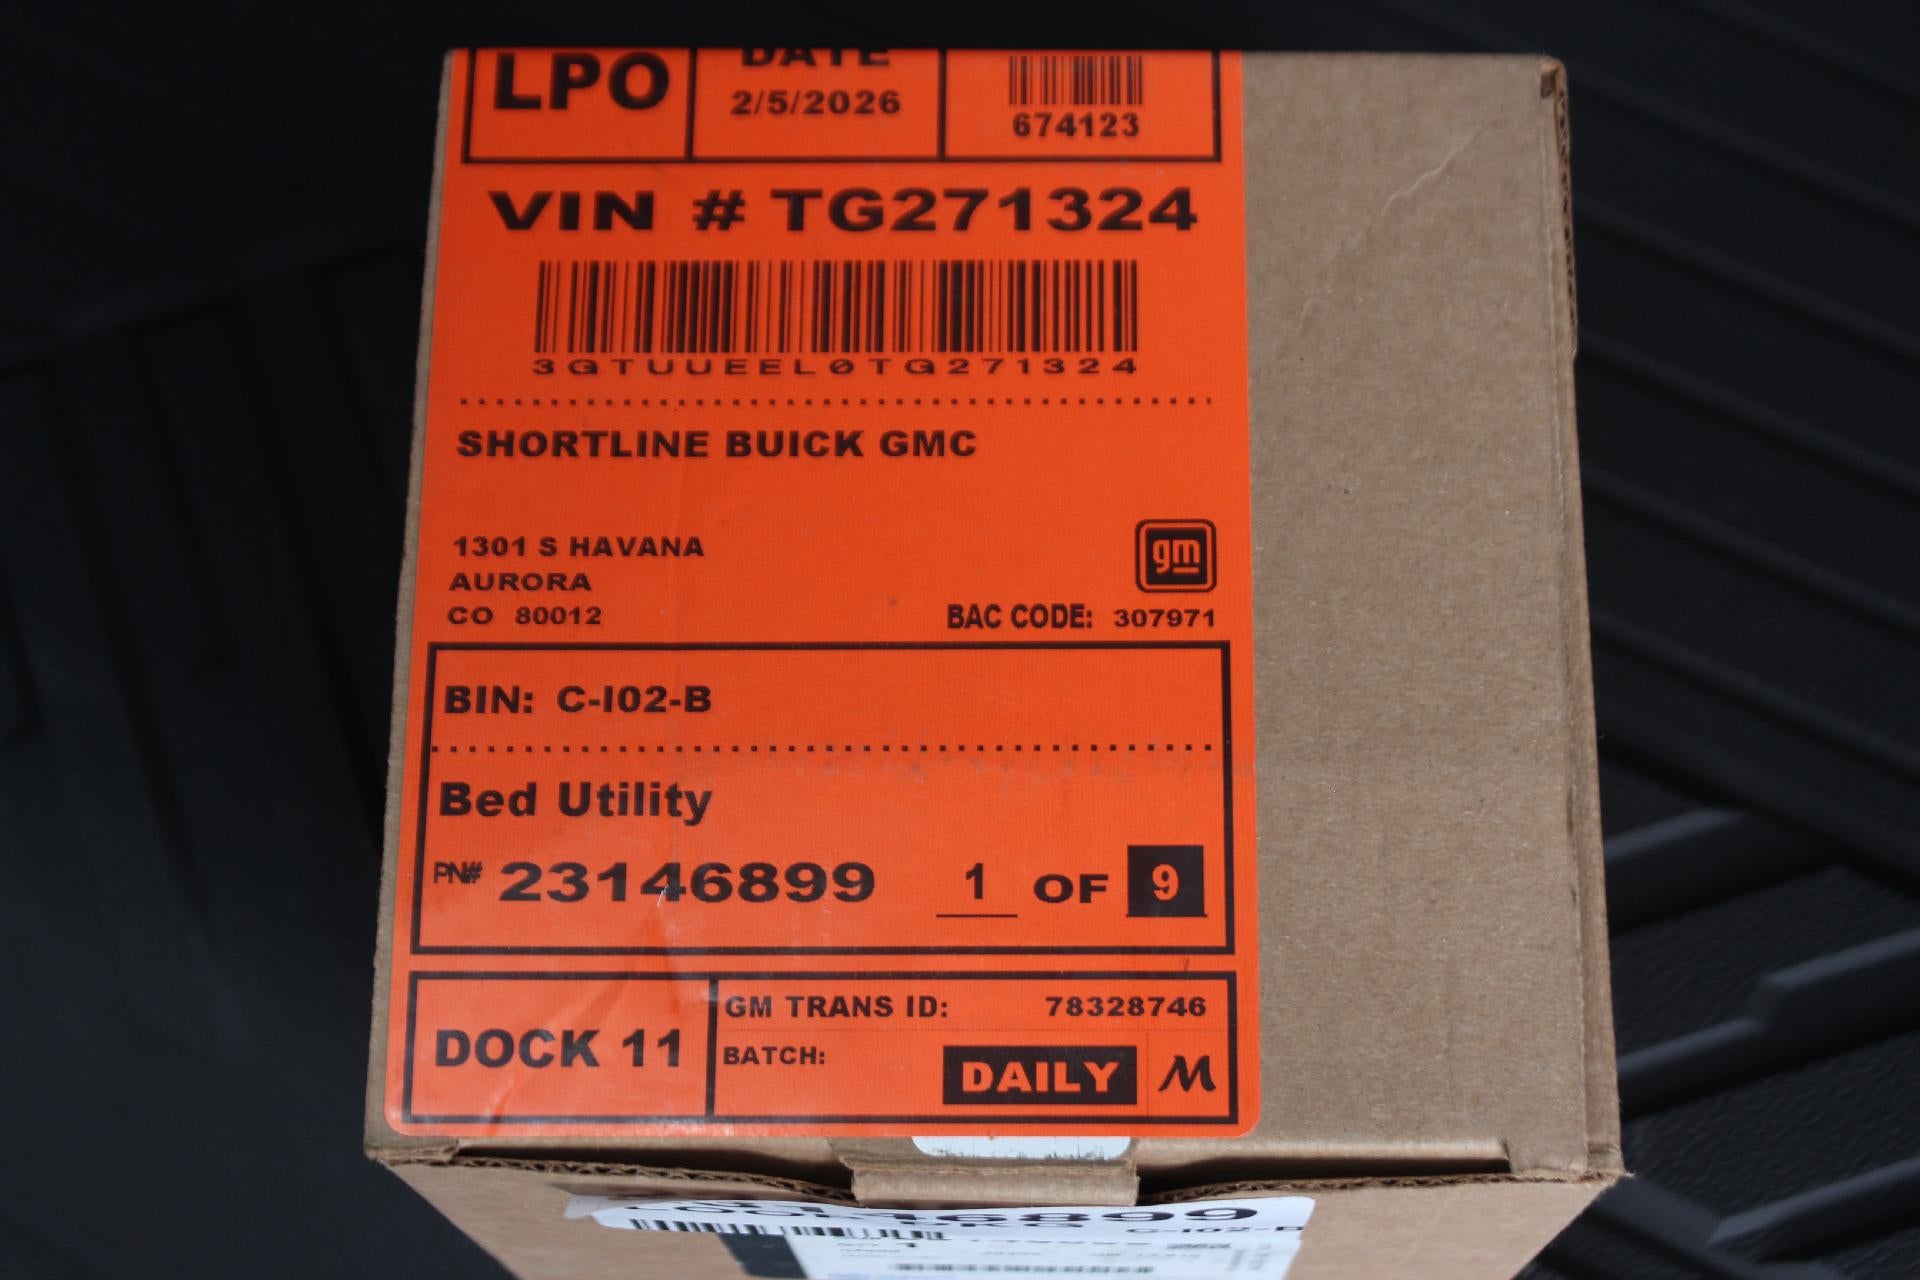 LPO
DATE
2/5/2026
674123
VIN # TG271324
3GTUUEEL0TG271324
SHORTLINE BUICK GMC
1301 S HAVANA
AURORA
CO 80012
gm
BAC CODE: 307971
BIN: C-I02-B
Bed Utility
PN# 23146899 1 OF 9
DOCK 11
GM TRANS ID: 78328746
BATCH: DAILY M
C-I02-B
1